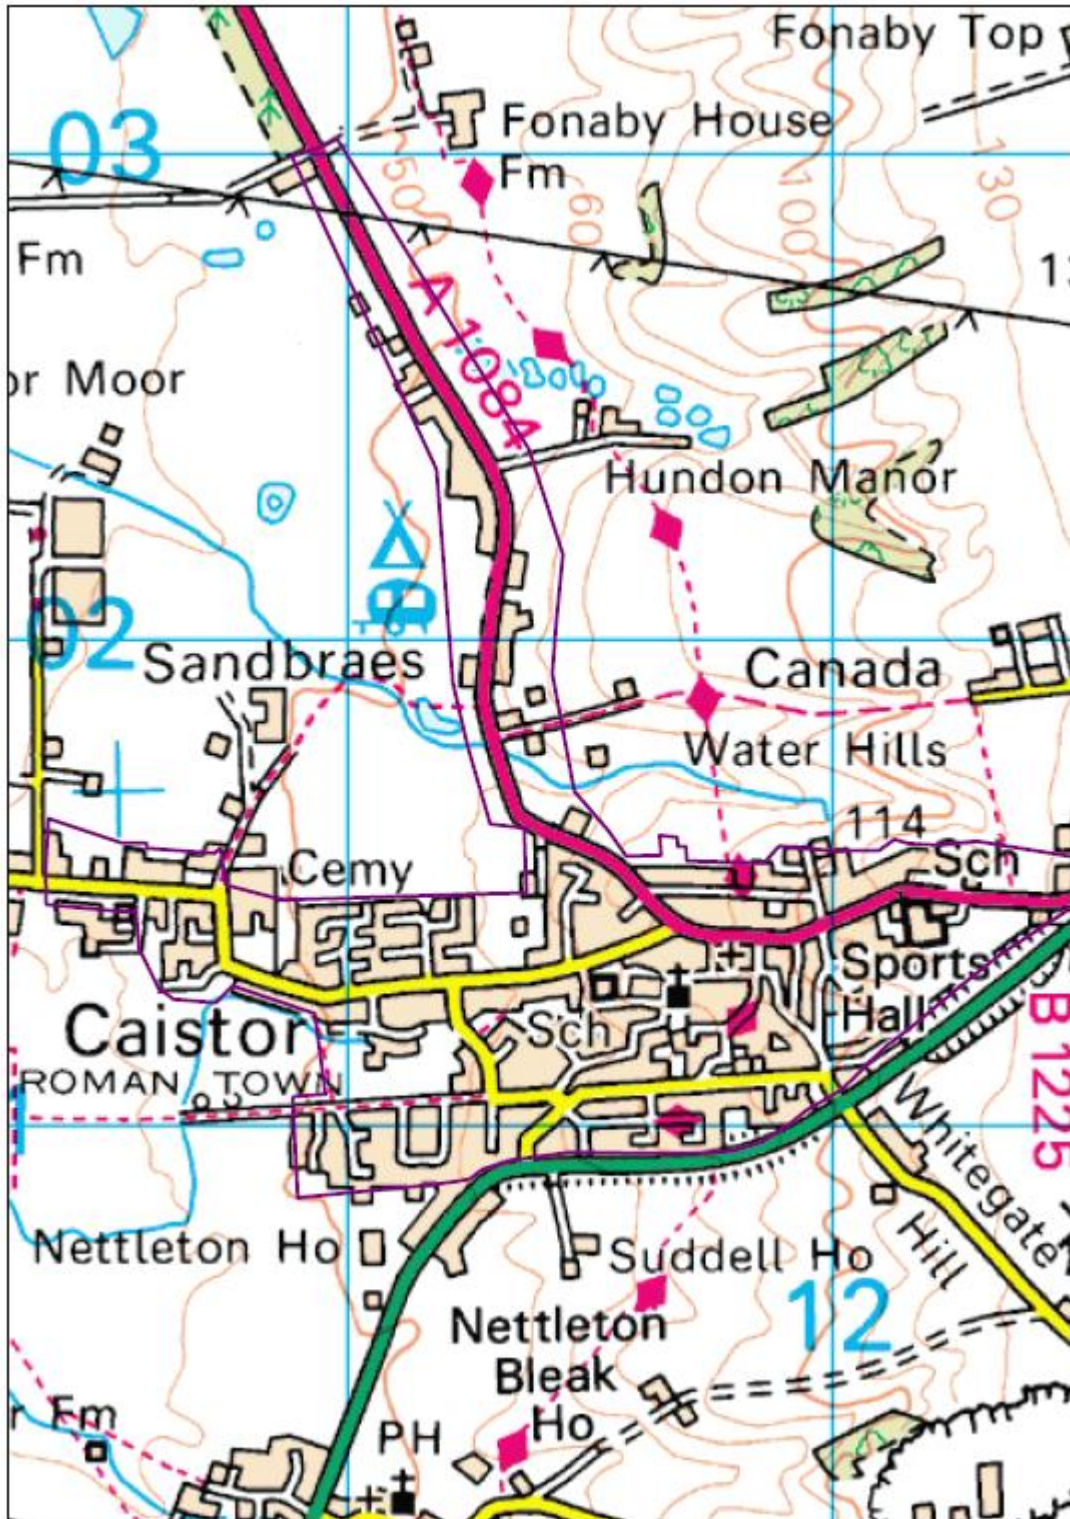 Fonaby Top
03
Fonaby House
Fm
50
60
100
130
Fm
A 1084
or Moor
Hundon Manor
02
Sandbraes
Canada
Water Hills
114
Sch
Cemy
Sports
Hall
Sch
Caistor
ROMAN TOWN
B 1225
Whitegate
Hill
Nettleton Ho
Suddell Ho
12
Nettleton
Bleak
Ho
r Fm
PH